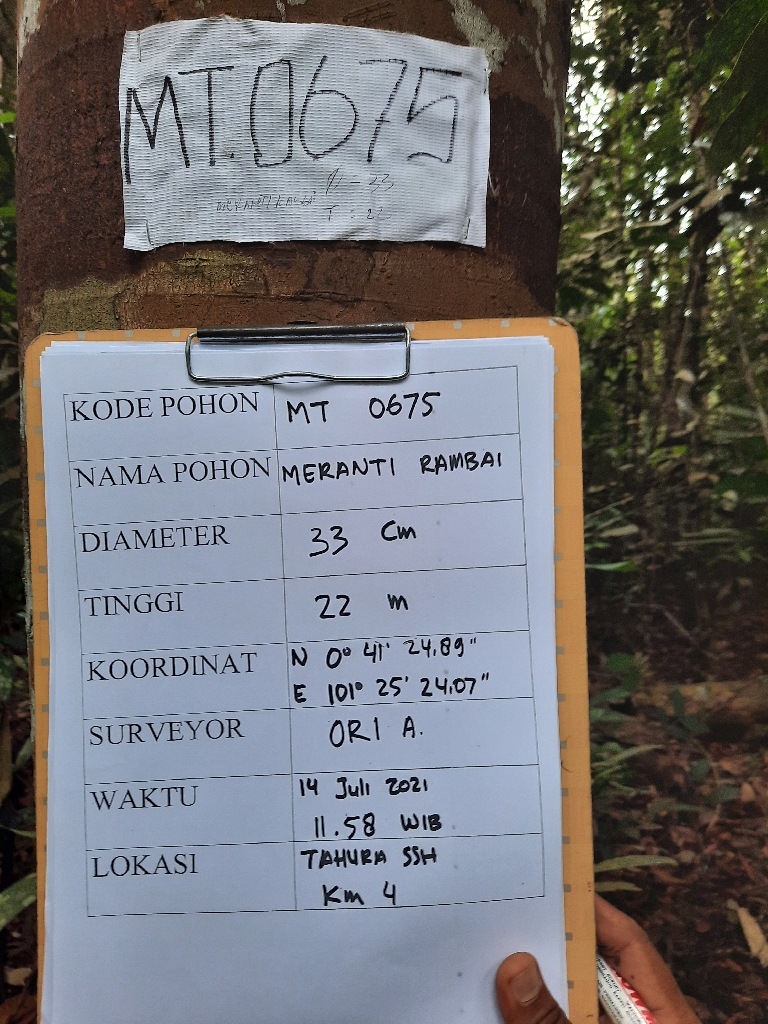 MT.0675
T : 22
KODE POHON MT 0675
NAMA POHON MERANTI RAMBAI
DIAMETER 33 Cm
TINGGI 22 m
KOORDINAT N 0° 41' 24.89"
E 101° 25' 24.07"
SURVEYOR ORI A.
WAKTU 14 Juli 2021
11.58 WIB
LOKASI TAHURA SSH
Km 4